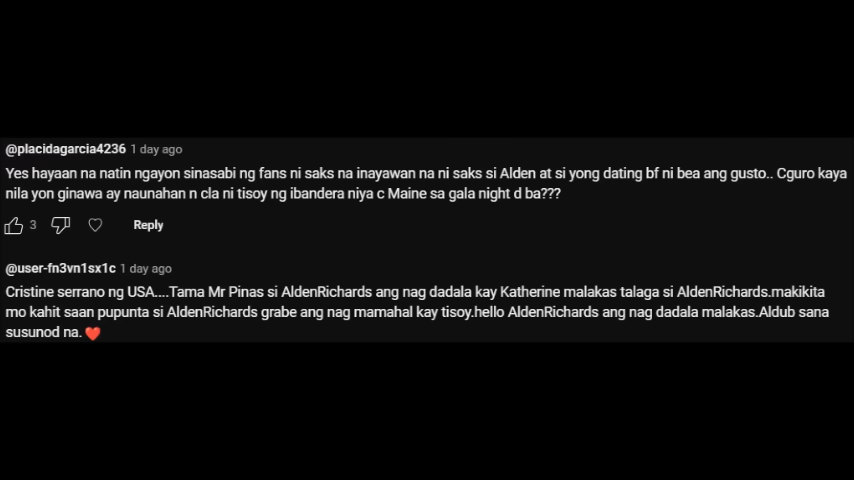 @placidagarcia4236 1 day ago
Yes hayaan na natin ngayon sinasabi ng fans ni saks na inayawan na ni saks si Alden at si yong dating bf ni bea ang gusto.. Cguro kaya
nila yon ginawa ay naunahan n cla ni tisoy ng ibandera niya c Maine sa gala night d ba???
3 Reply
@user-fn3vn1sx1c 1 day ago
Cristine serrano ng USA....Tama Mr Pinas si AldenRichards ang nag dadala kay Katherine malakas talaga si AldenRichards.makikita
mo kahit saan pupunta si AldenRichards grabe ang nag mamahal kay tisoy.hello AldenRichards ang nag dadala malakas.Aldub sana
susunod na.❤️